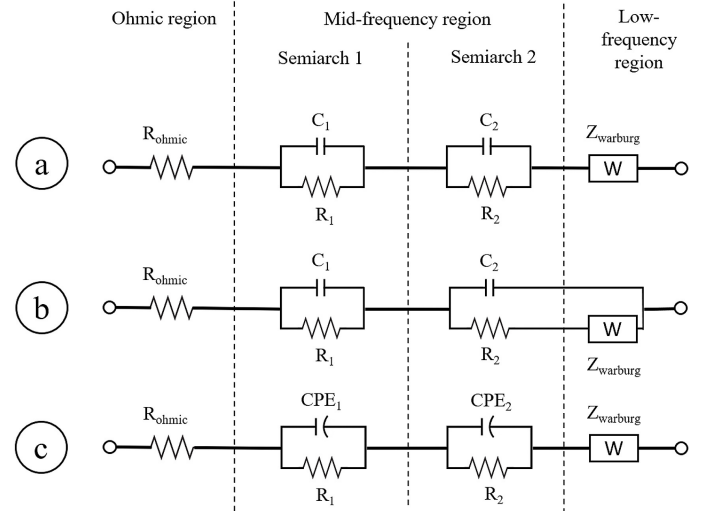 Ohmic region
Mid-frequency region
Low-
frequency
region
Semiarch 1
Semiarch 2
a
R_ohmic
C_1
R_1
C_2
R_2
Z_warburg
W
b
R_ohmic
C_1
R_1
C_2
R_2
W
Z_warburg
c
R_ohmic
CPE_1
R_1
CPE_2
R_2
Z_warburg
W